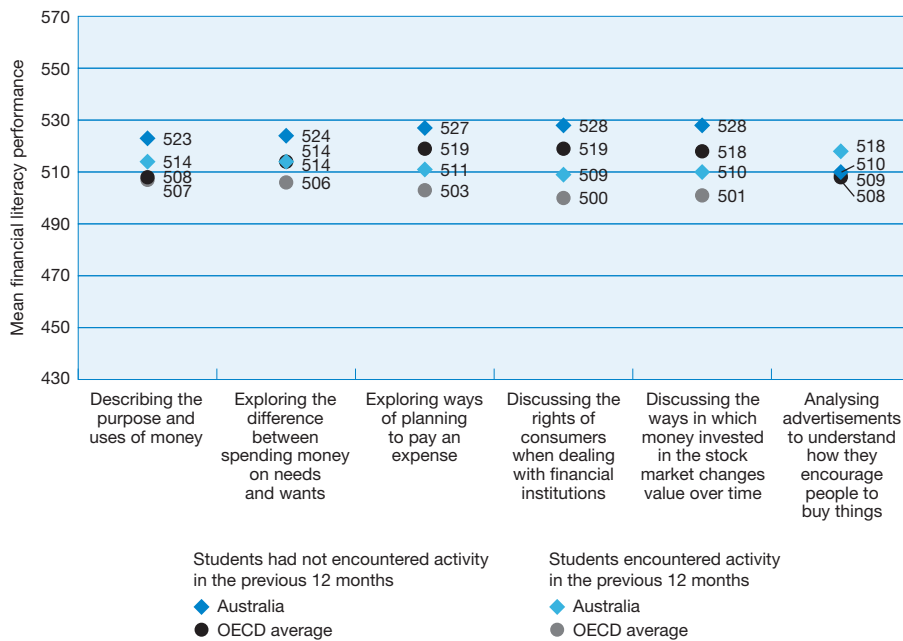 570
550
530
510
490
470
450
430
Mean financial literacy performance
523
514
508
507
524
514
514
506
527
519
511
503
528
519
509
500
528
518
510
501
518
510
509
508
Describing the
purpose and
uses of money
Exploring the
difference
between
spending money
on needs
and wants
Exploring ways
of planning
to pay an
expense
Discussing the
rights of
consumers
when dealing
with financial
institutions
Discussing the
ways in which
money invested
in the stock
market changes
value over time
Analysing
advertisements
to understand
how they
encourage
people to
buy things
Students had not encountered activity
in the previous 12 months
Australia
OECD average
Students encountered activity
in the previous 12 months
Australia
OECD average